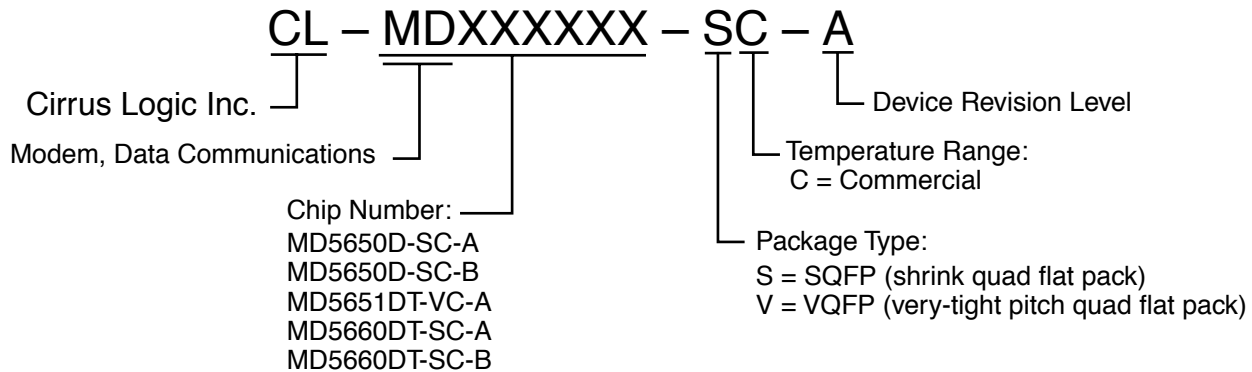 CL – MDXXXXXX – SC – A
Cirrus Logic Inc.
Device Revision Level
Modem, Data Communications
Temperature Range:
C = Commercial
Chip Number:
MD5650D-SC-A
MD5650D-SC-B
MD5651DT-VC-A
MD5660DT-SC-A
MD5660DT-SC-B
Package Type:
S = SQFP (shrink quad flat pack)
V = VQFP (very-tight pitch quad flat pack)